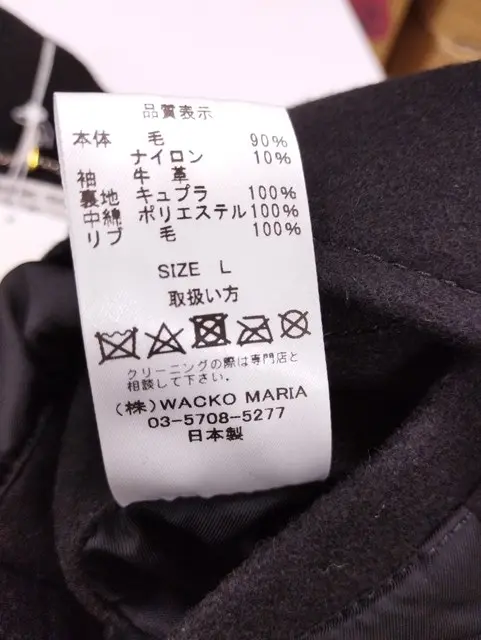 品質表示
本体 毛 90%
ナイロン 10%
袖 牛革
裏地 キュプラ 100%
中綿 ポリエステル 100%
リブ 毛 100%
SIZE L
取扱い方
クリーニングの際は専門店と
相談して下さい。
(株)WACKO MARIA
03-5708-5277
日本製